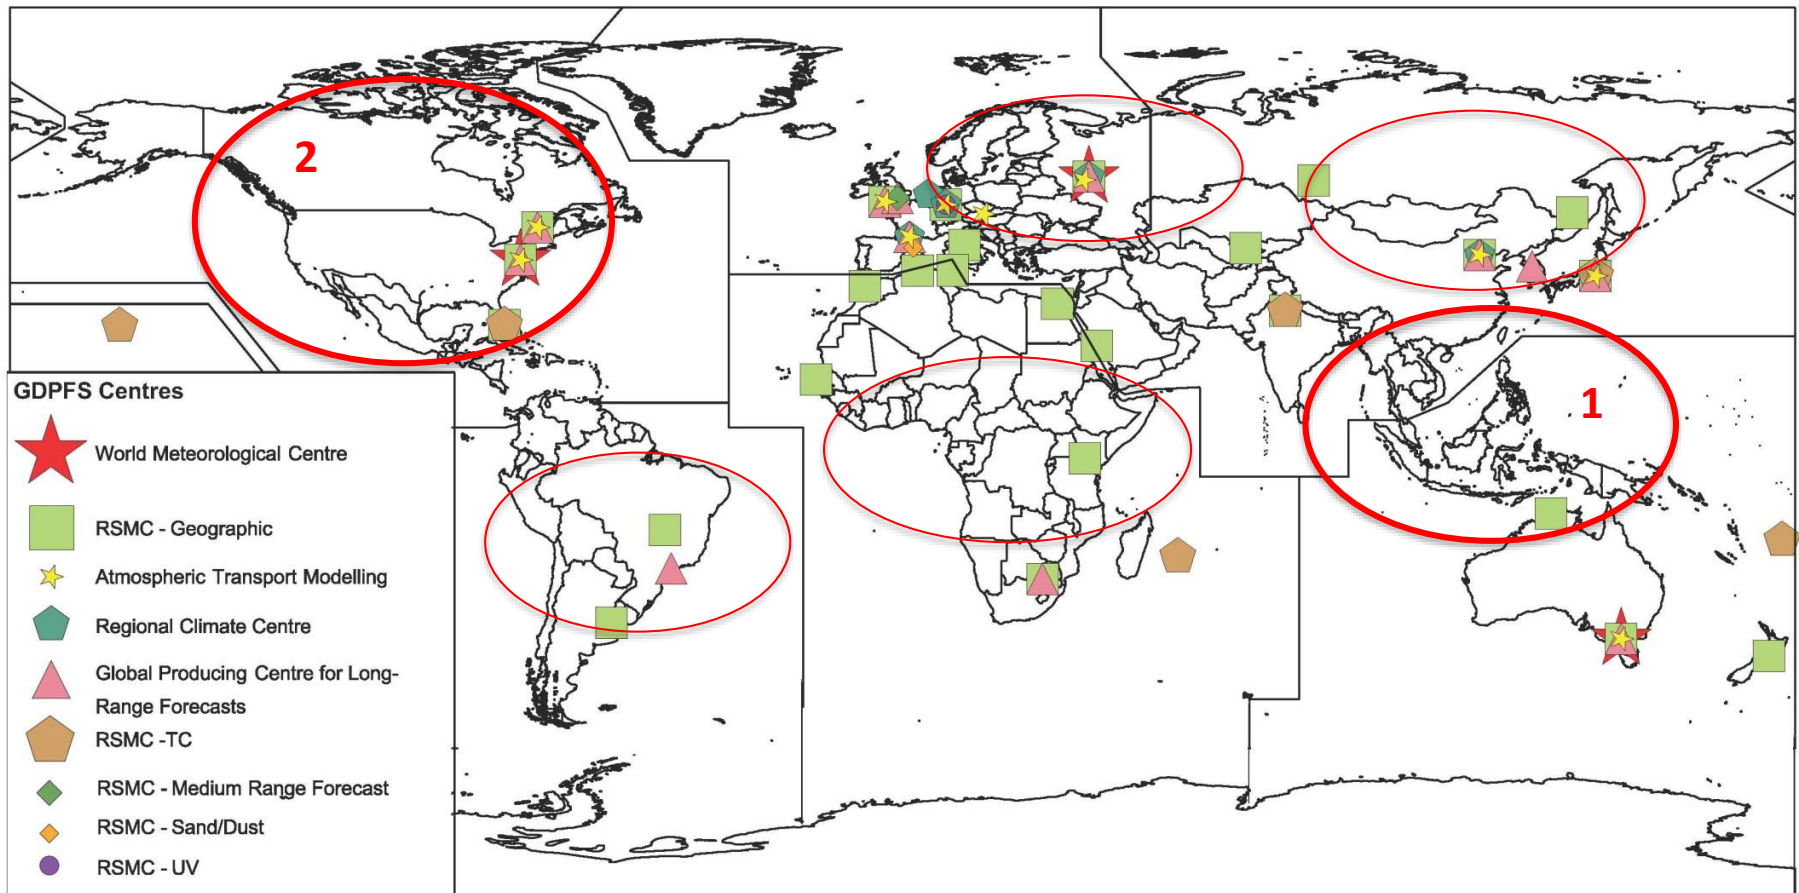 2
1
GDPFS Centres
World Meteorological Centre
RSMC - Geographic
Atmospheric Transport Modelling
Regional Climate Centre
Global Producing Centre for Long-
Range Forecasts
RSMC -TC
RSMC - Medium Range Forecast
RSMC - Sand/Dust
RSMC - UV